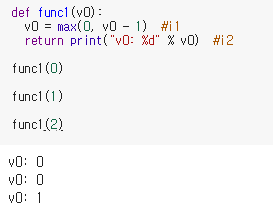 def func1(v0):
  v0 = max(0, v0 - 1)  #i1
  return print("v0: %d" % v0)  #i2
func1(0)
func1(1)
func1(2)
v0: 0
v0: 0
v0: 1